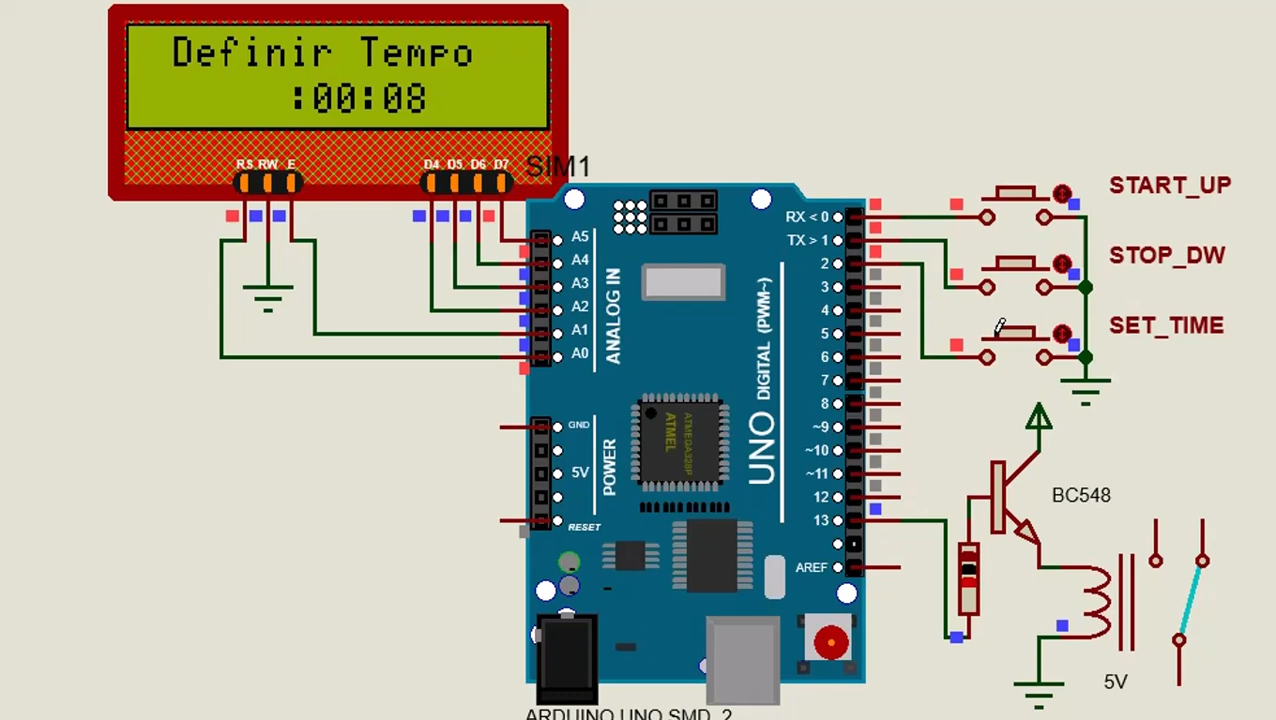 Definir Tempo
:00:08
RS RW E
D4 D5 D6 D7
SIM1
START_UP
STOP_DW
SET_TIME
RX < 0
TX > 1
2
3
4
5
6
7
8
~9
~10
~11
12
13
AREF
A5
A4
A3
A2
A1
A0
ANALOG IN
DIGITAL (PWM~)
UNO
GND
5V
RESET
POWER
ATMEL
ATMEGA328P
BC548
5V
ARDUINO UNO SMD_2